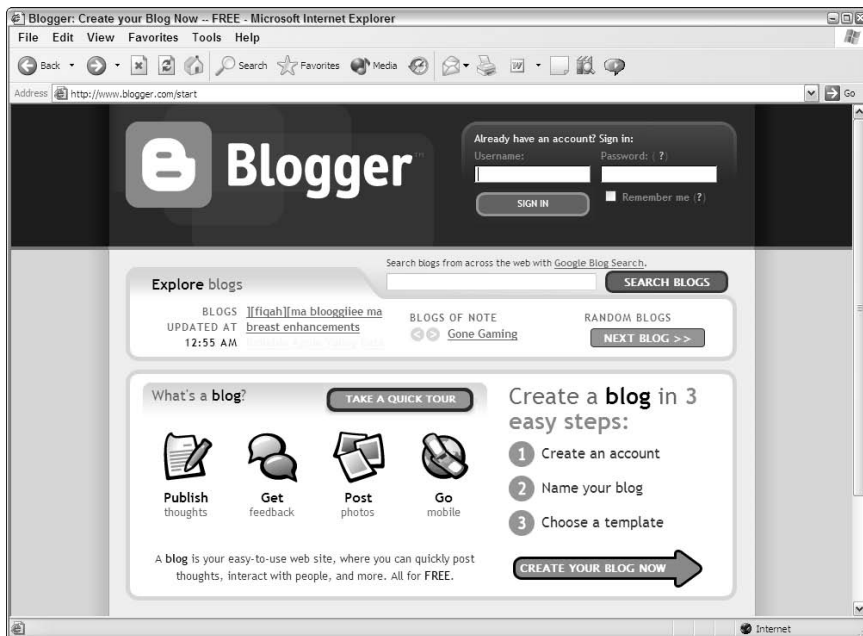 Blogger: Create your Blog Now -- FREE - Microsoft Internet Explorer
File Edit View Favorites Tools Help
Back Search Favorites Media
Address http://www.blogger.com/start Go
Blogger™
Already have an account? Sign in:
Username: Password: (?)
SIGN IN Remember me (?)
Search blogs from across the web with Google Blog Search.
Explore blogs SEARCH BLOGS
BLOGS UPDATED AT 12:55 AM
][fiqah][ma blooggiiee ma
breast enhancements
BLOGS OF NOTE
Gone Gaming
RANDOM BLOGS
NEXT BLOG >>
What's a blog? TAKE A QUICK TOUR
Publish thoughts
Get feedback
Post photos
Go mobile
A blog is your easy-to-use web site, where you can quickly post
thoughts, interact with people, and more. All for FREE.
Create a blog in 3
easy steps:
1 Create an account
2 Name your blog
3 Choose a template
CREATE YOUR BLOG NOW
Internet